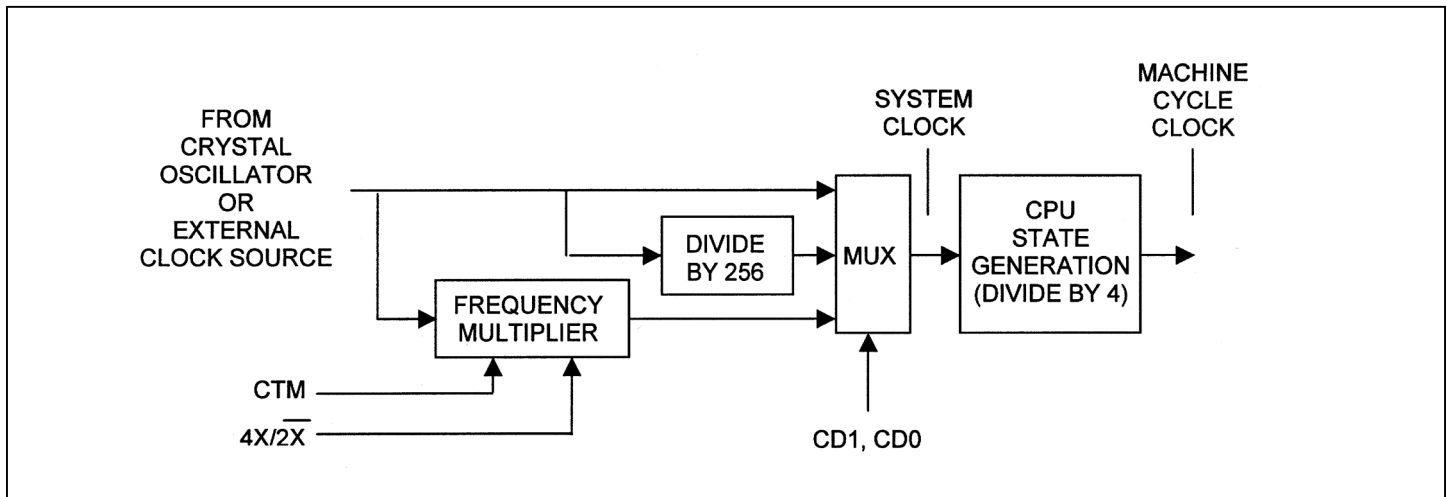 FROM
CRYSTAL
OSCILLATOR
OR
EXTERNAL
CLOCK SOURCE
SYSTEM
CLOCK
MACHINE
CYCLE
CLOCK
DIVIDE
BY 256
MUX
CPU
STATE
GENERATION
(DIVIDE BY 4)
FREQUENCY
MULTIPLIER
CTM
4X/2X̅
CD1, CD0